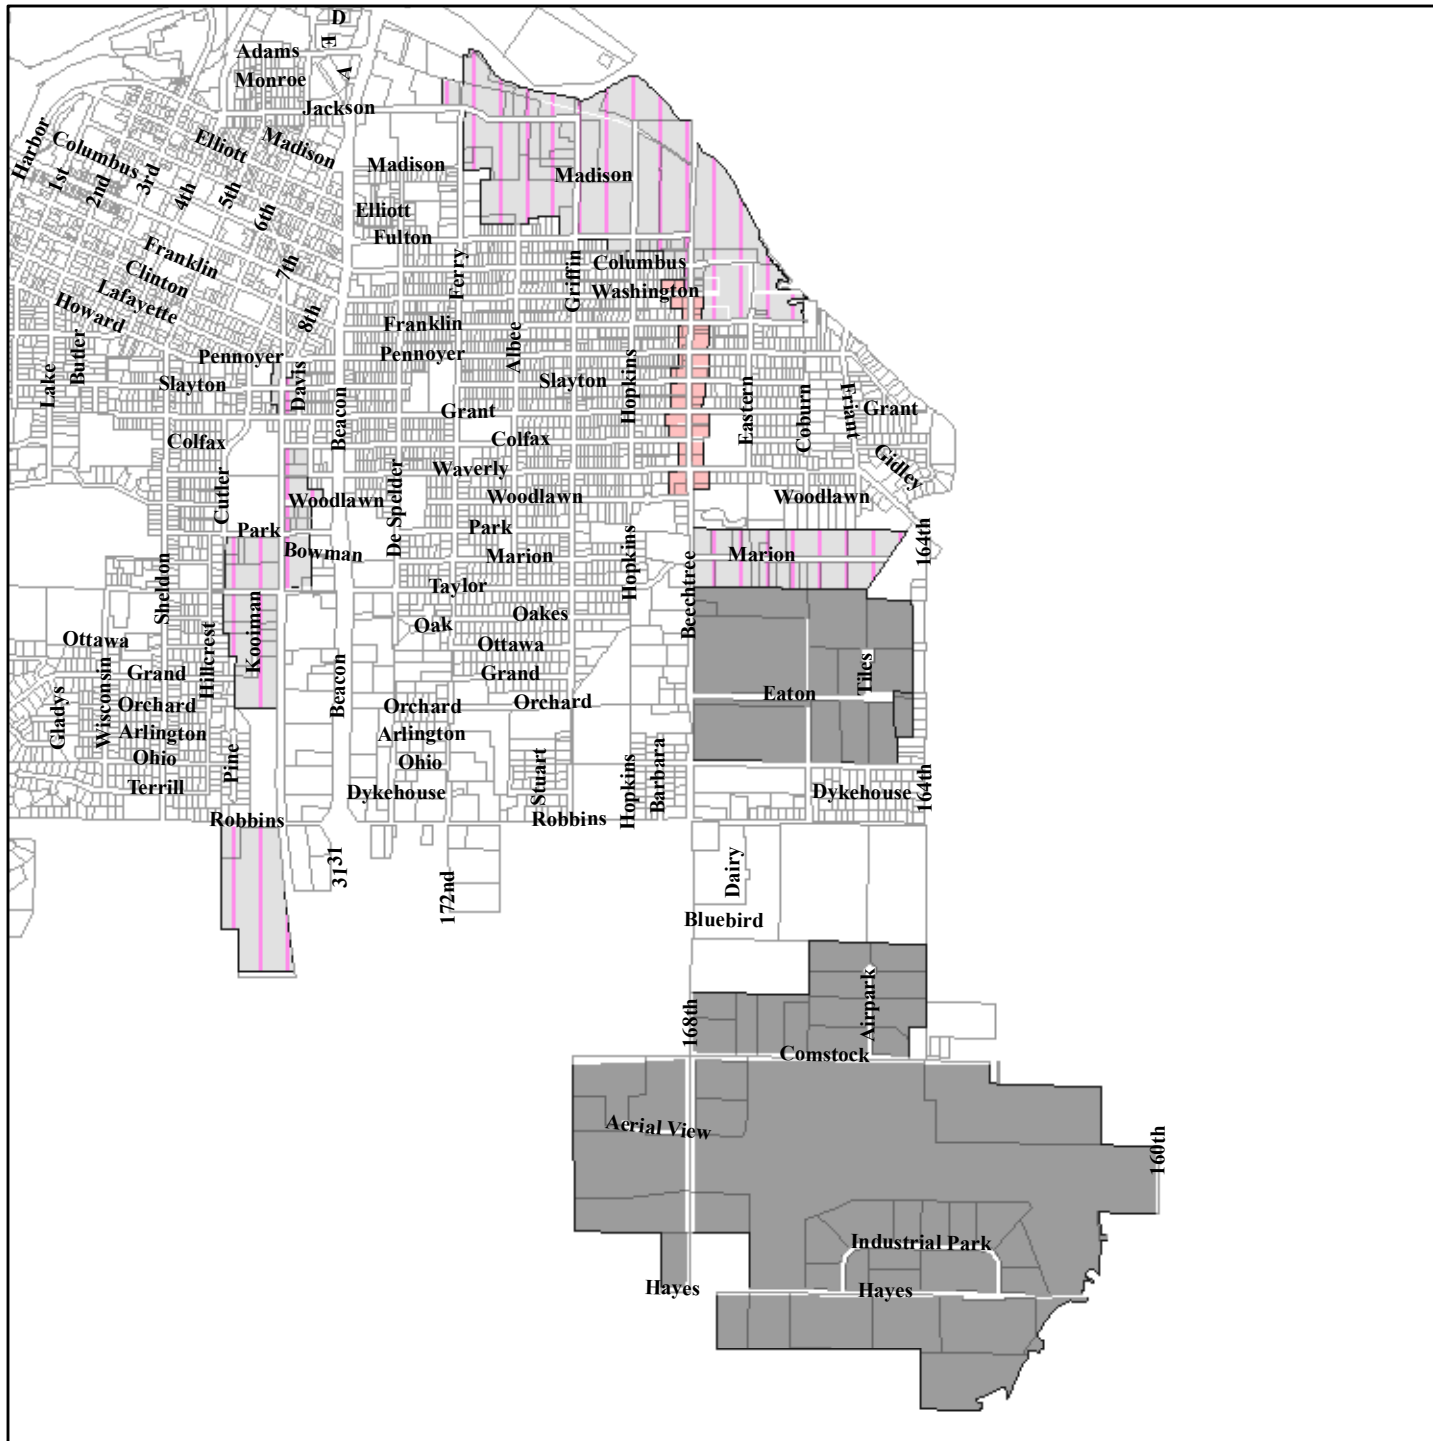 D
E
A
Adams
Monroe
Jackson
Harbor
Columbus
Elliott
Madison
1st
2nd
3rd
4th
5th
6th
7th
8th
Madison
Madison
Elliott
Fulton
Franklin
Clinton
Lafayette
Howard
Ferry
Griffin
Columbus
Washington
Franklin
Pennoyer
Pennoyer
Albee
Lake
Butler
Slayton
Davis
Beacon
Slayton
Hopkins
Grant
Eastern
Coburn
Friant
Grant
Colfax
Colfax
Gidley
Waverly
Cutler
Woodlawn
De Spelder
Woodlawn
Woodlawn
Park
Park
Bowman
Marion
Marion
164th
Sheldon
Taylor
Hopkins
Beechtree
Oakes
Oak
Ottawa
Ottawa
Kooiman
Hillcrest
Grand
Grand
Tiles
Wisconsin
Gladys
Orchard
Beacon
Orchard
Orchard
Eaton
Arlington
Arlington
Ohio
Pine
Ohio
Stuart
Hopkins
Barbara
Terrill
Dykehouse
Dykehouse
164th
Robbins
Robbins
31
31
172nd
Dairy
Bluebird
Airpark
168th
Comstock
Aerial View
160th
Industrial Park
Hayes
Hayes